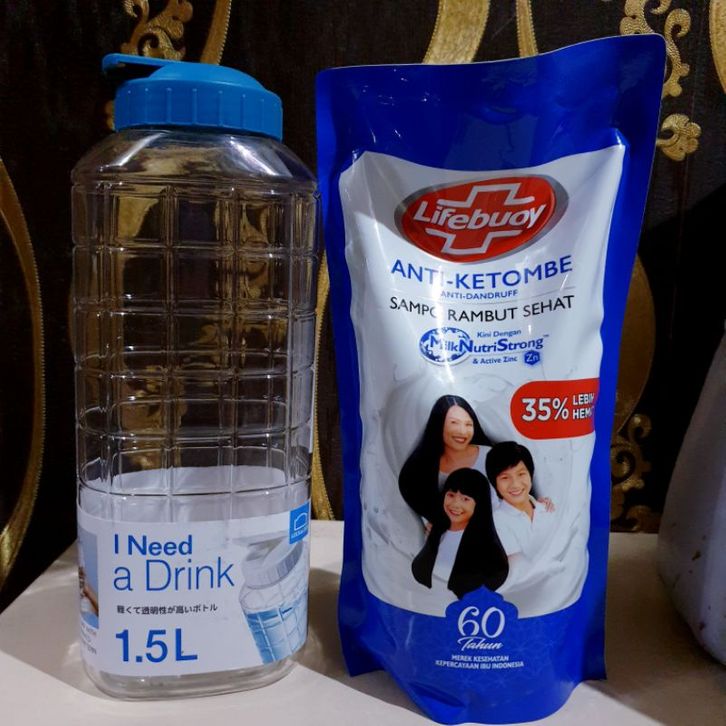 I Need
a Drink
軽くて透明性が高いボトル
1.5L
Lifebuoy
ANTI-KETOMBE
ANTI-DANDRUFF
SAMPO RAMBUT SEHAT
Kini Dengan
MilkNutriStrong™
& Active Zinc Zn
35% LEBIH
60
Tahun
MEREK KESEHATAN
KEPERCAYAAN IBU INDONESIA